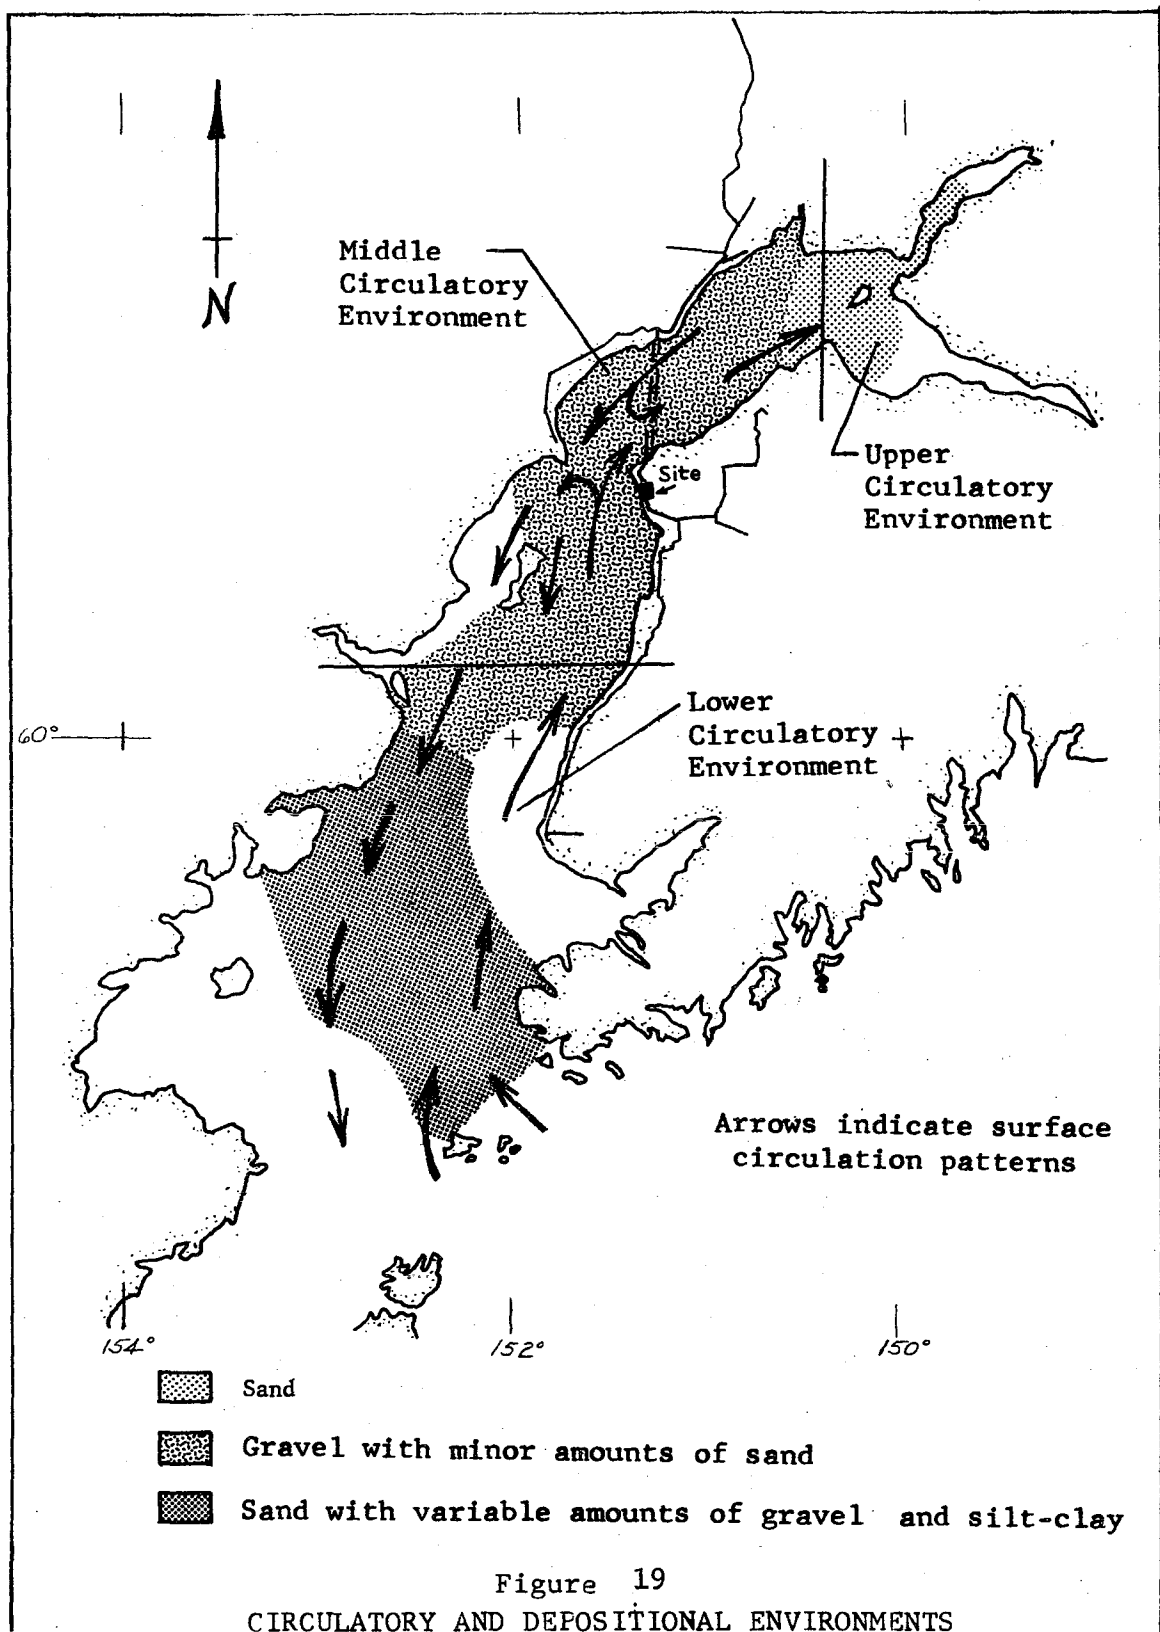 N
Middle
Circulatory
Environment
Site
Upper
Circulatory
Environment
Lower
Circulatory
Environment
60°
Arrows indicate surface
circulation patterns
154°
152°
150°
Sand
Gravel with minor amounts of sand
Sand with variable amounts of gravel and silt-clay
Figure 19
CIRCULATORY AND DEPOSITIONAL ENVIRONMENTS